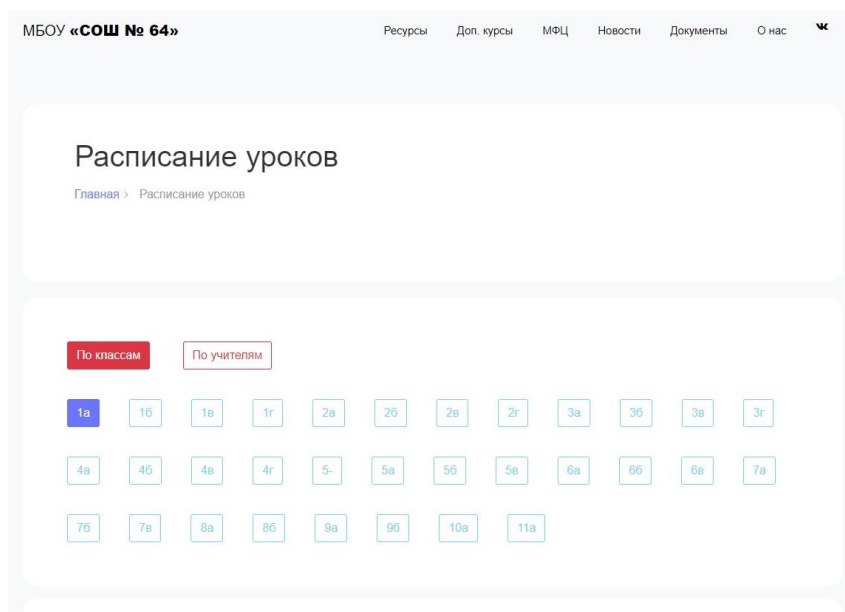 МБОУ «СОШ № 64» Ресурсы Доп. курсы МФЦ Новости Документы О нас
Расписание уроков
Главная > Расписание уроков
По классам По учителям
1а 1б 1в 1г 2а 2б 2в 2г 3а 3б 3в 3г
4а 4б 4в 4г 5- 5а 5б 5в 6а 6б 6в 7а
7б 7в 8а 8б 9а 9б 10а 11а